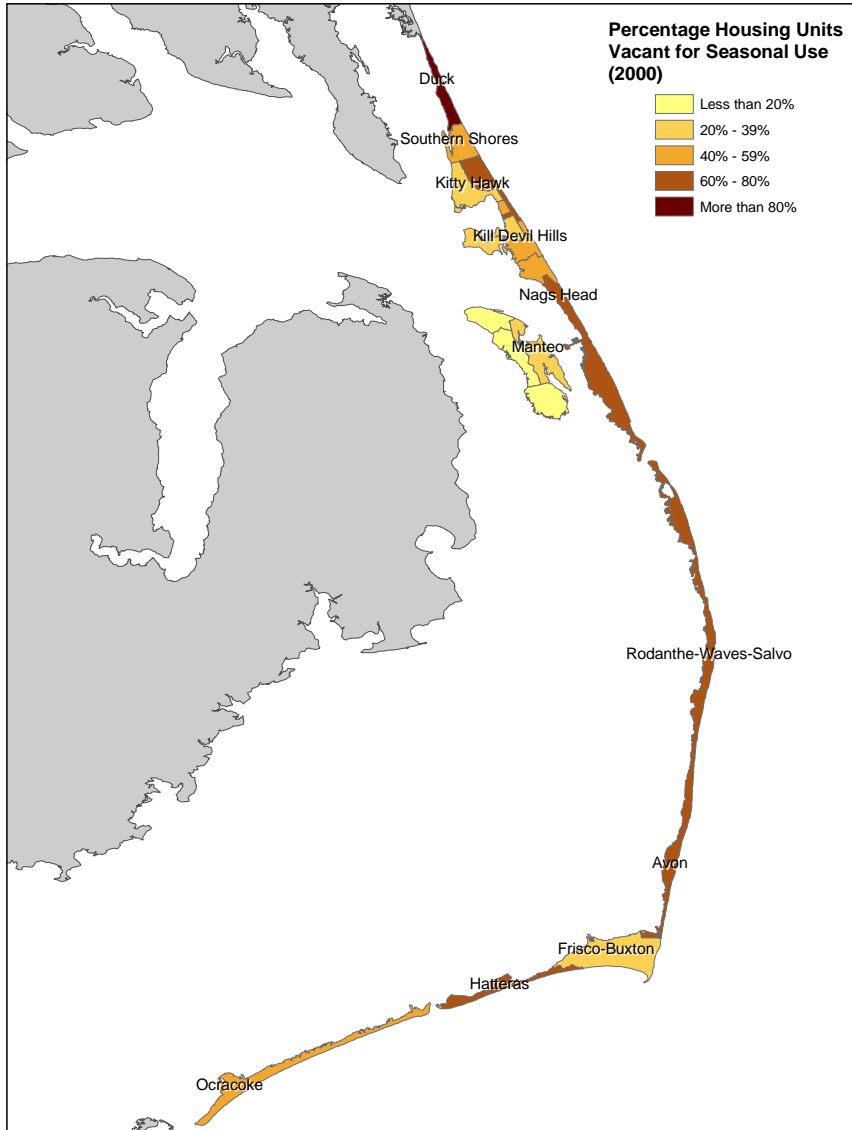 Percentage Housing Units
Vacant for Seasonal Use
(2000)
Less than 20%
20% - 39%
40% - 59%
60% - 80%
More than 80%
Duck
Southern Shores
Kitty Hawk
Kill Devil Hills
Nags Head
Manteo
Rodanthe-Waves-Salvo
Avon
Frisco-Buxton
Hatteras
Ocracoke